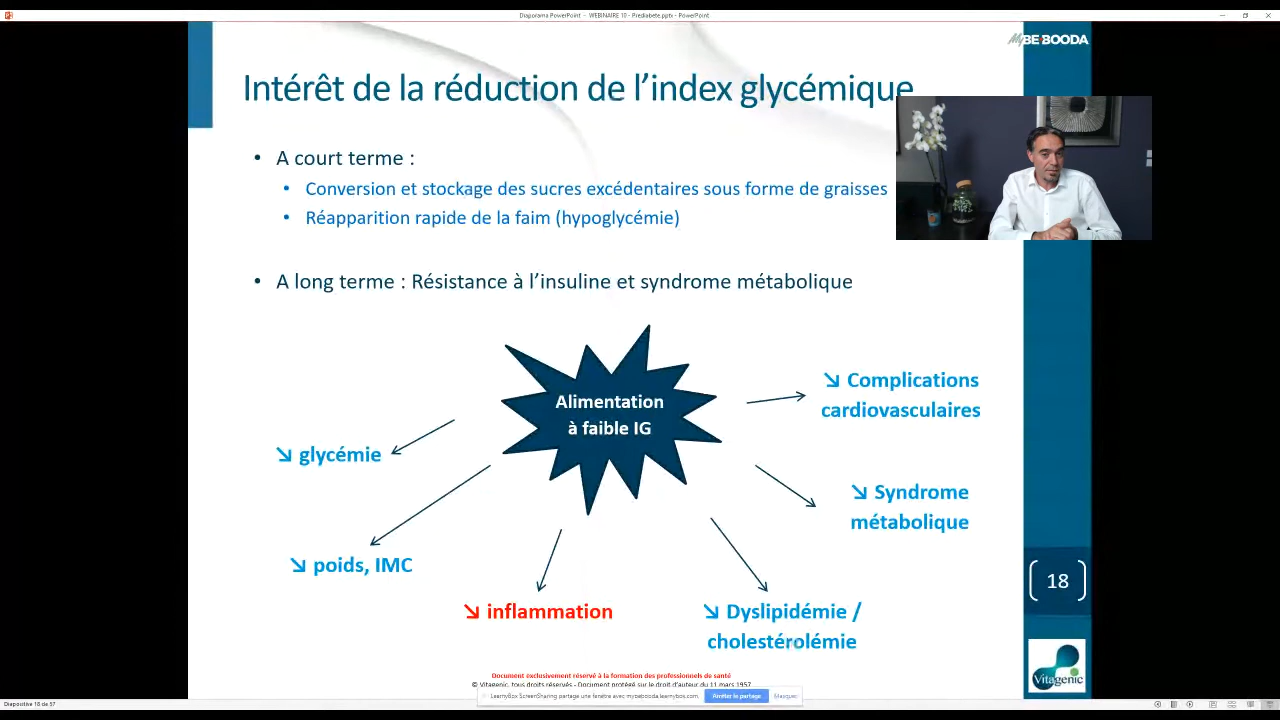 Diaporama PowerPoint - WEBINAIRE 10 - Prediabete.pptx - PowerPoint
MyBE-BOODA
Intérêt de la réduction de l'index glycémique
• A court terme :
• Conversion et stockage des sucres excédentaires sous forme de graisses
• Réapparition rapide de la faim (hypoglycémie)
• A long terme : Résistance à l'insuline et syndrome métabolique
Alimentation
à faible IG
↘ Complications
cardiovasculaires
↘ glycémie
↘ Syndrome
métabolique
↘ poids, IMC
↘ inflammation
↘ Dyslipidémie /
cholestérolémie
18
Vitagenic
Document exclusivement réservé à la formation des professionnels de santé
© Vitagenic, tous droits réservés - Document protégé sur le droit d'auteur du 11 mars 1957
LearnyBox ScreenSharing partage une fenêtre avec mybebooda.learnybox.com.
Arrêter le partage
Masquer
Diapositive 18 de 57